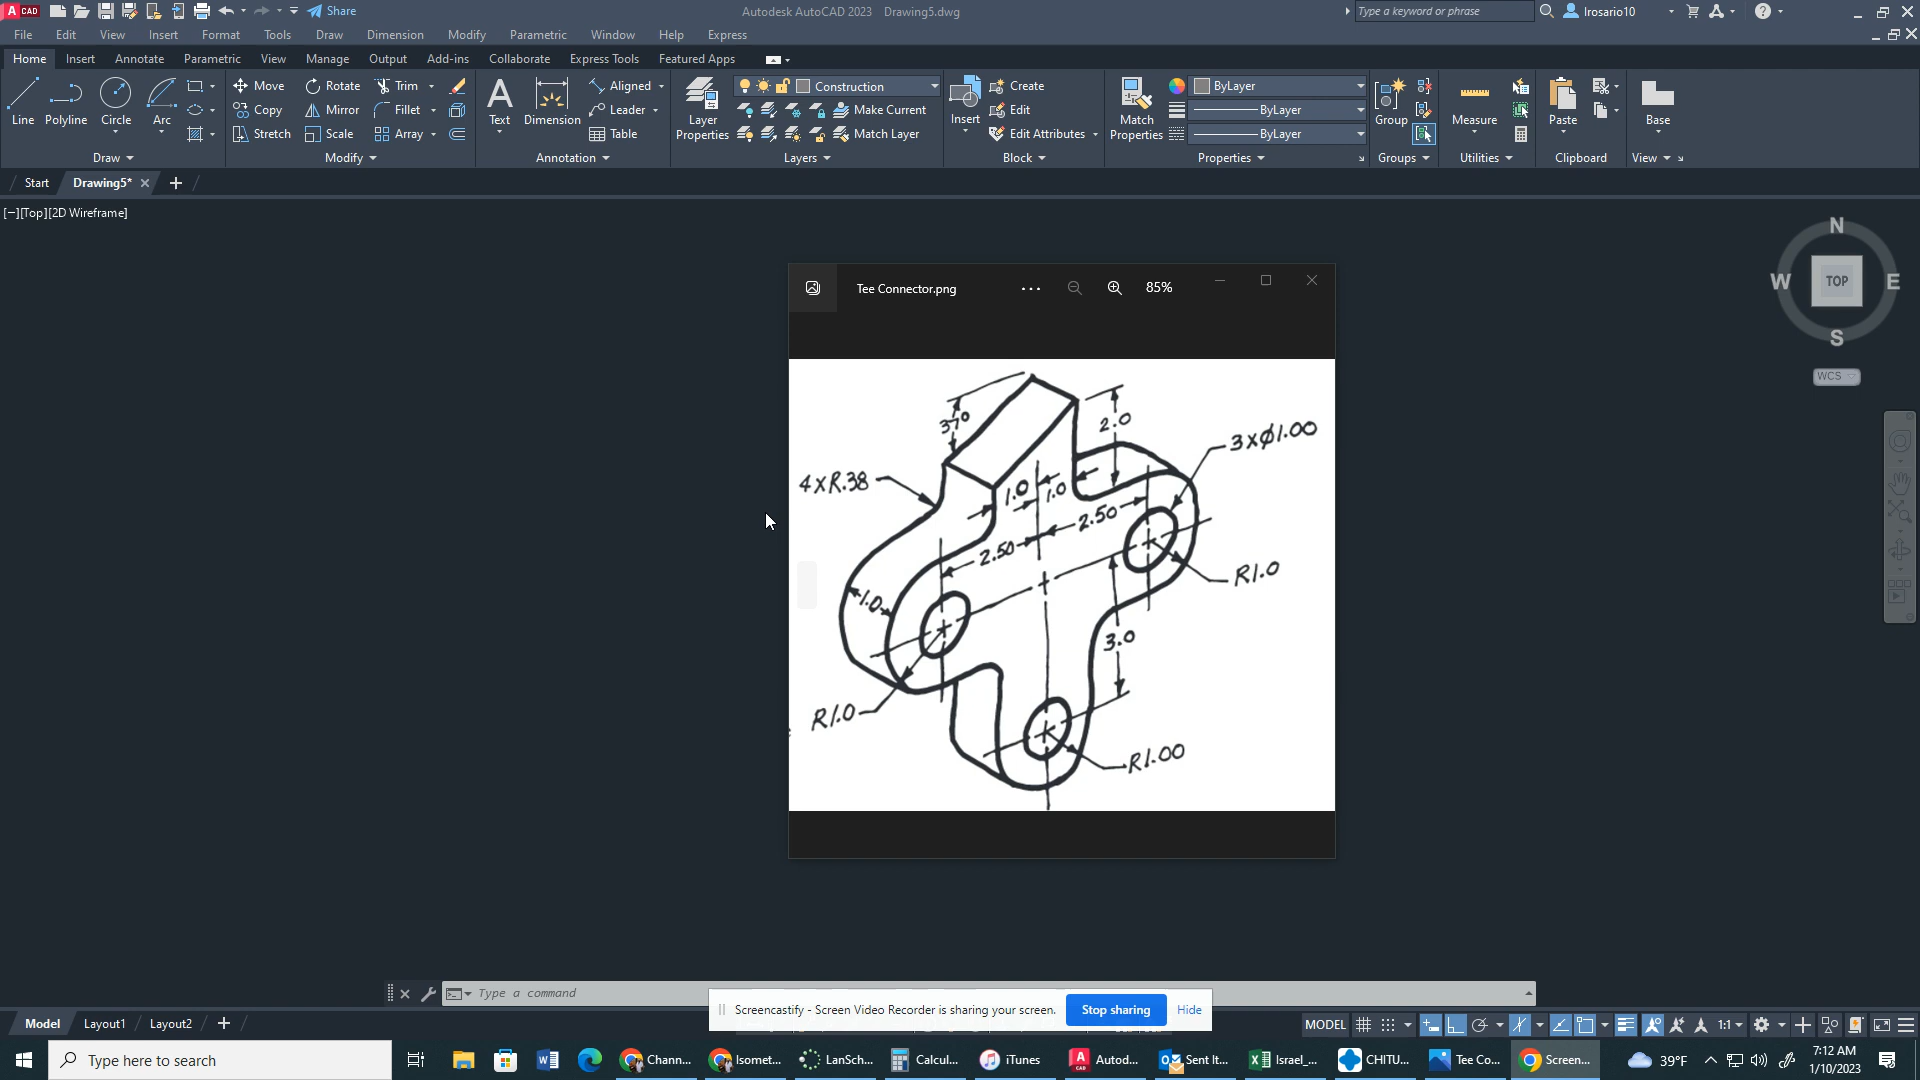 A CAD
Share
Autodesk AutoCAD 2023 Drawing5.dwg
Type a keyword or phrase
lrosario10
File Edit View Insert Format Tools Draw Dimension Modify Parametric Window Help Express
Home Insert Annotate Parametric View Manage Output Add-ins Collaborate Express Tools Featured Apps
Line
Polyline
Circle
Arc
Draw
Move Rotate Trim
Copy Mirror Fillet
Stretch Scale Array
Modify
Text
Dimension
Aligned
Leader
Table
Annotation
Layer
Properties
Construction
Make Current
Match Layer
Layers
Insert
Create
Edit
Edit Attributes
Block
Match
Properties
ByLayer
ByLayer
ByLayer
Properties
Group
Groups
Measure
Utilities
Paste
Clipboard
Base
View
Start Drawing5*
[−][Top][2D Wireframe]
N
W TOP E
S
WCS
Tee Connector.png
85%
37°
2.0
3XØ1.00
4XR.38
1.0 1.0
2.50
2.50
R1.0
1.0
3.0
R1.0
R1.00
Type a command
Screencastify - Screen Video Recorder is sharing your screen. Stop sharing Hide
Model Layout1 Layout2
MODEL
1:1
Type here to search
Chann...
Isomet...
LanSch...
Calcul...
iTunes
A
CAD
Autod...
Sent It...
Israel_...
CHITU...
Tee Co...
Screen...
39°F
7:12 AM
1/10/2023